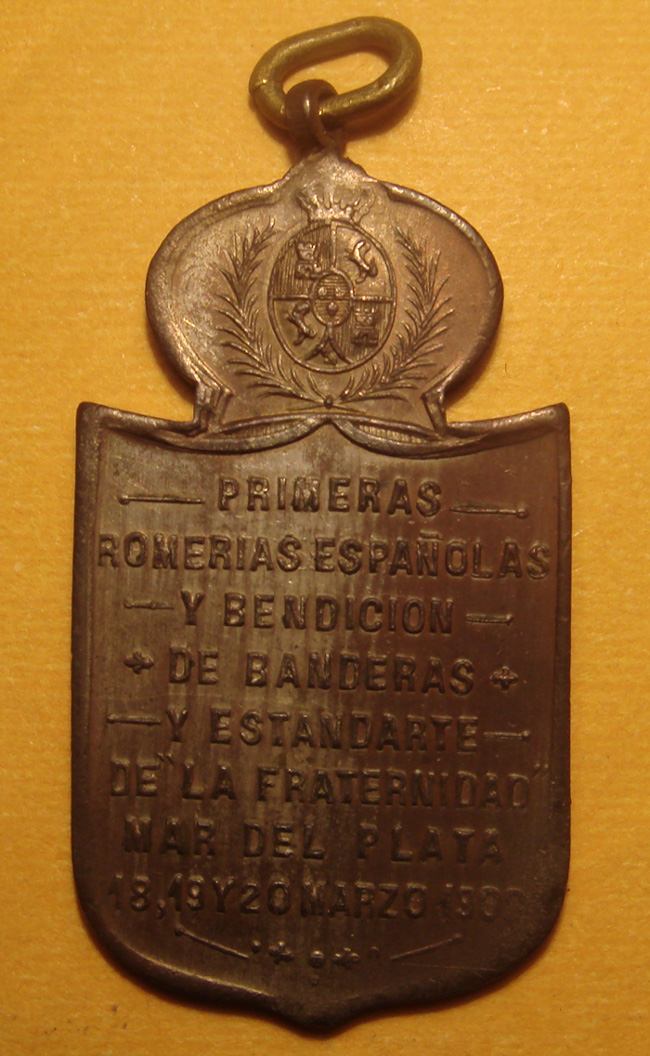 PRIMERAS
ROMERIAS ESPAÑOLAS
Y BENDICION
DE BANDERAS
Y ESTANDARTE
DE "LA FRATERNIDAD"
MAR DEL PLATA
18, 19 Y 20 MARZO